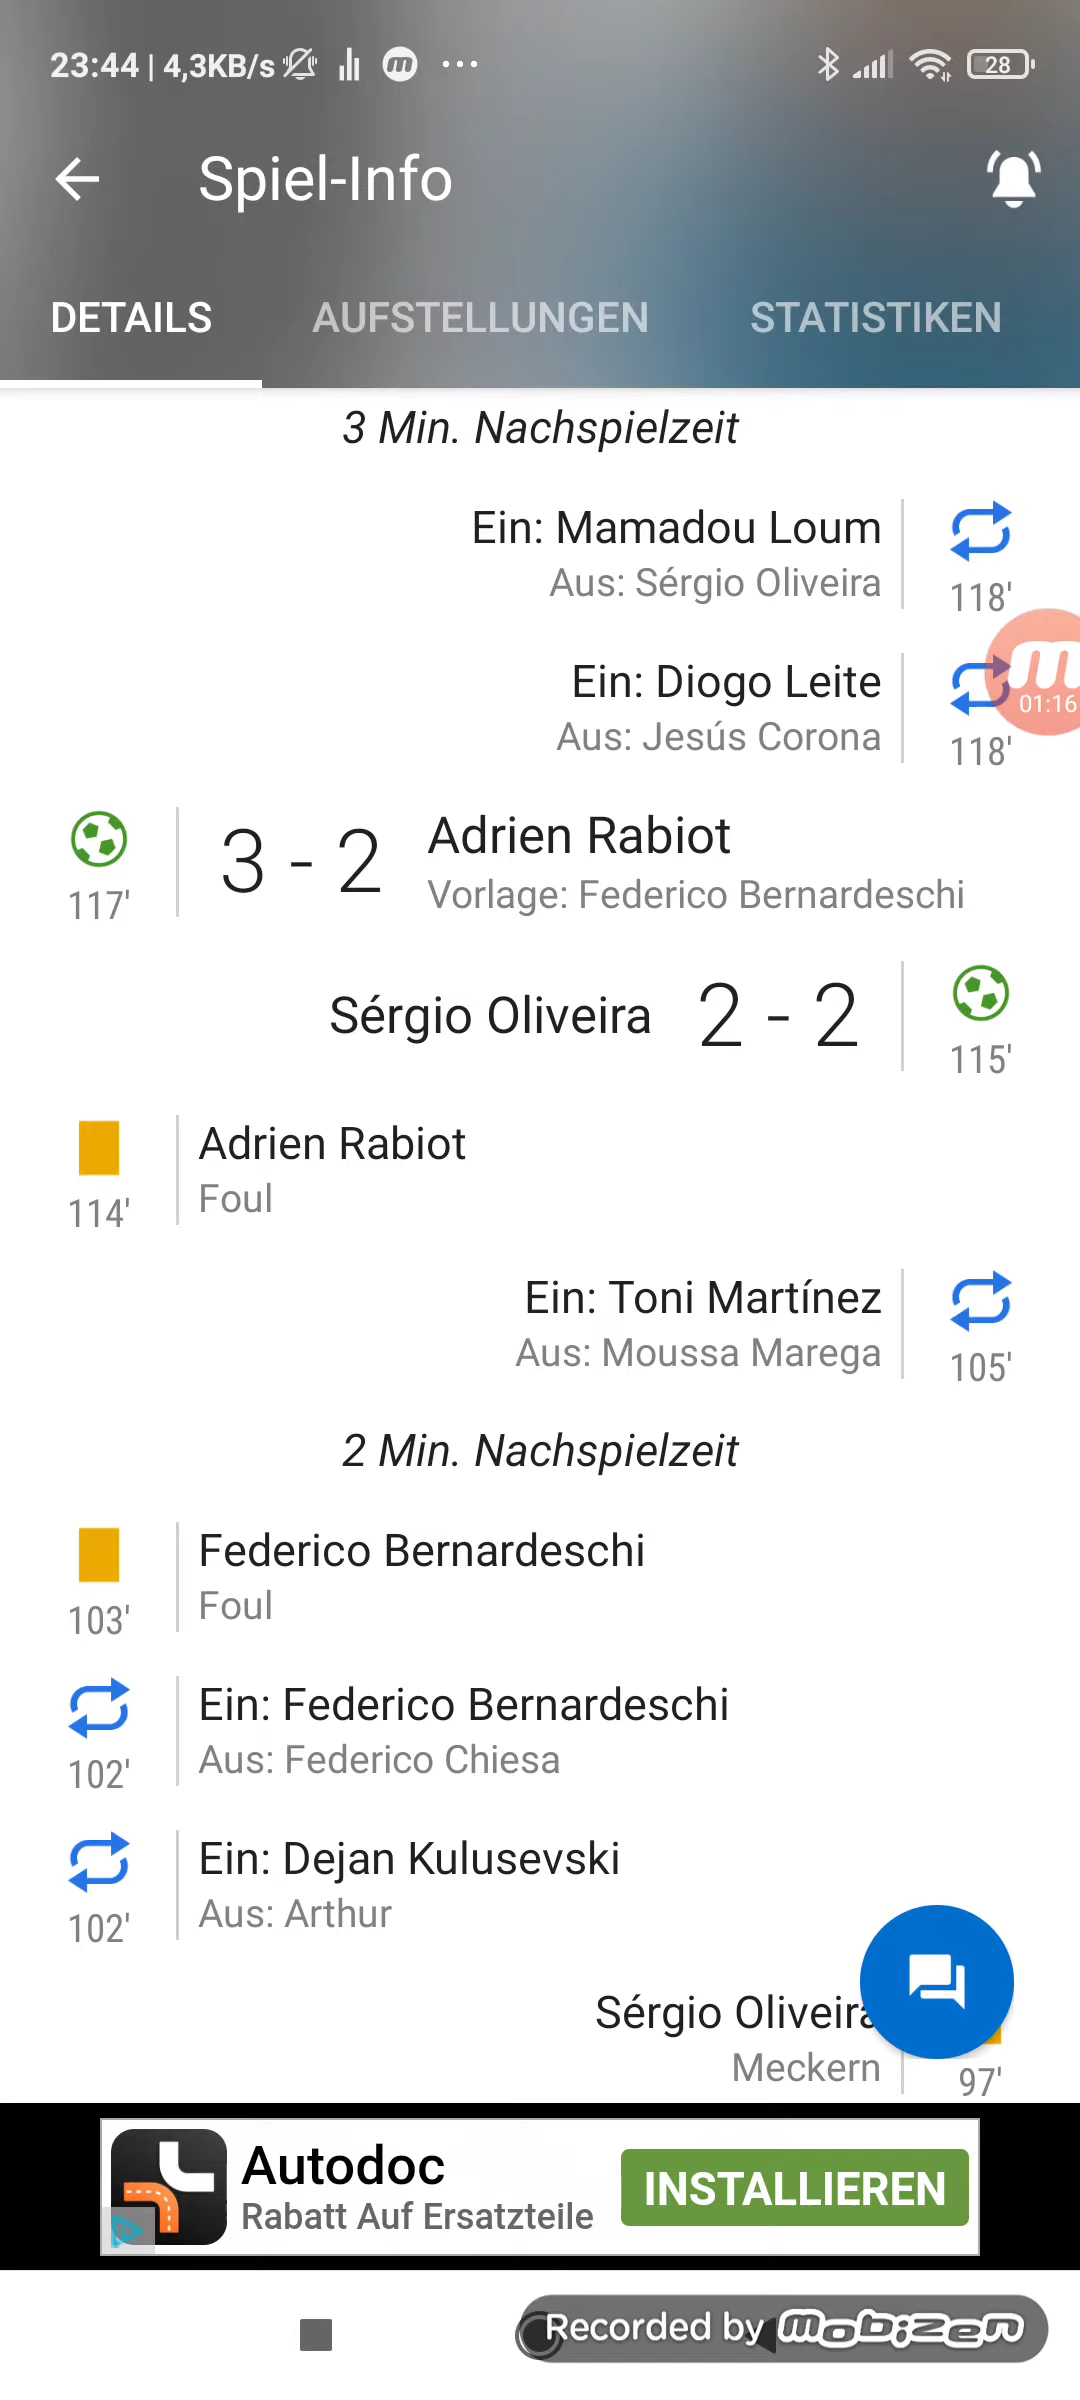 23:44 | 4,3KB/s ... 28
Spiel-Info
DETAILS AUFSTELLUNGEN STATISTIKEN
3 Min. Nachspielzeit
Ein: Mamadou Loum
Aus: Sérgio Oliveira
118'
Ein: Diogo Leite
Aus: Jesús Corona
118'
01:16
3 - 2 Adrien Rabiot
Vorlage: Federico Bernardeschi
117'
Sérgio Oliveira 2 - 2
115'
Adrien Rabiot
Foul
114'
Ein: Toni Martínez
Aus: Moussa Marega
105'
2 Min. Nachspielzeit
Federico Bernardeschi
Foul
103'
Ein: Federico Bernardeschi
Aus: Federico Chiesa
102'
Ein: Dejan Kulusevski
Aus: Arthur
102'
Sérgio Oliveira
Meckern
97'
Autodoc
Rabatt Auf Ersatzteile
INSTALLIEREN
Recorded by mobizen